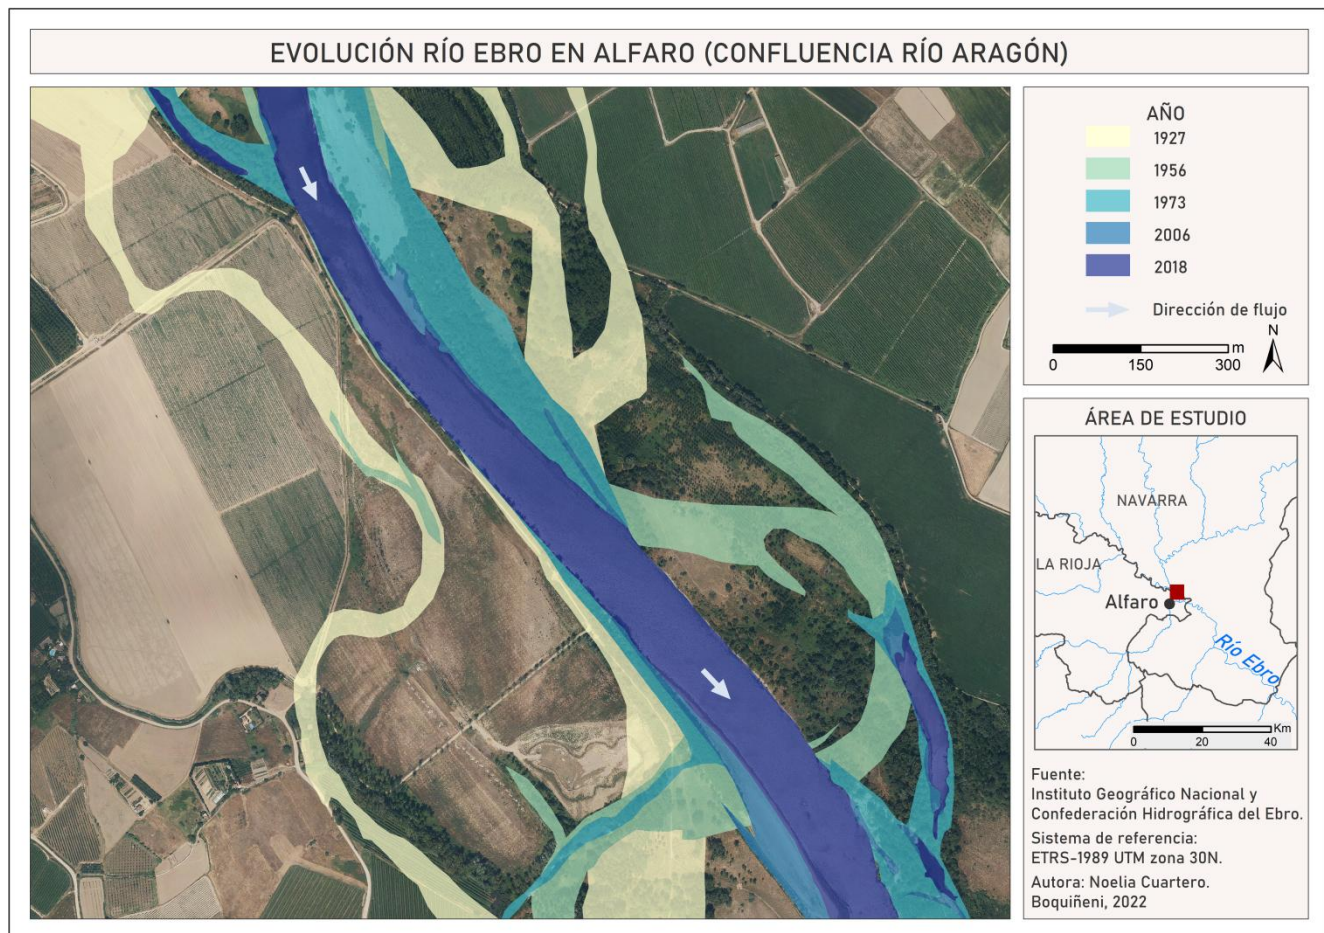 EVOLUCIÓN RÍO EBRO EN ALFARO (CONFLUENCIA RÍO ARAGÓN)
AÑO
1927
1956
1973
2006
2018
Dirección de flujo
N
m
0 150 300
ÁREA DE ESTUDIO
NAVARRA
LA RIOJA
Alfaro
Río Ebro
Km
0 20 40
Fuente:
Instituto Geográfico Nacional y
Confederación Hidrográfica del Ebro.
Sistema de referencia:
ETRS-1989 UTM zona 30N.
Autora: Noelia Cuartero.
Boquiñeni, 2022